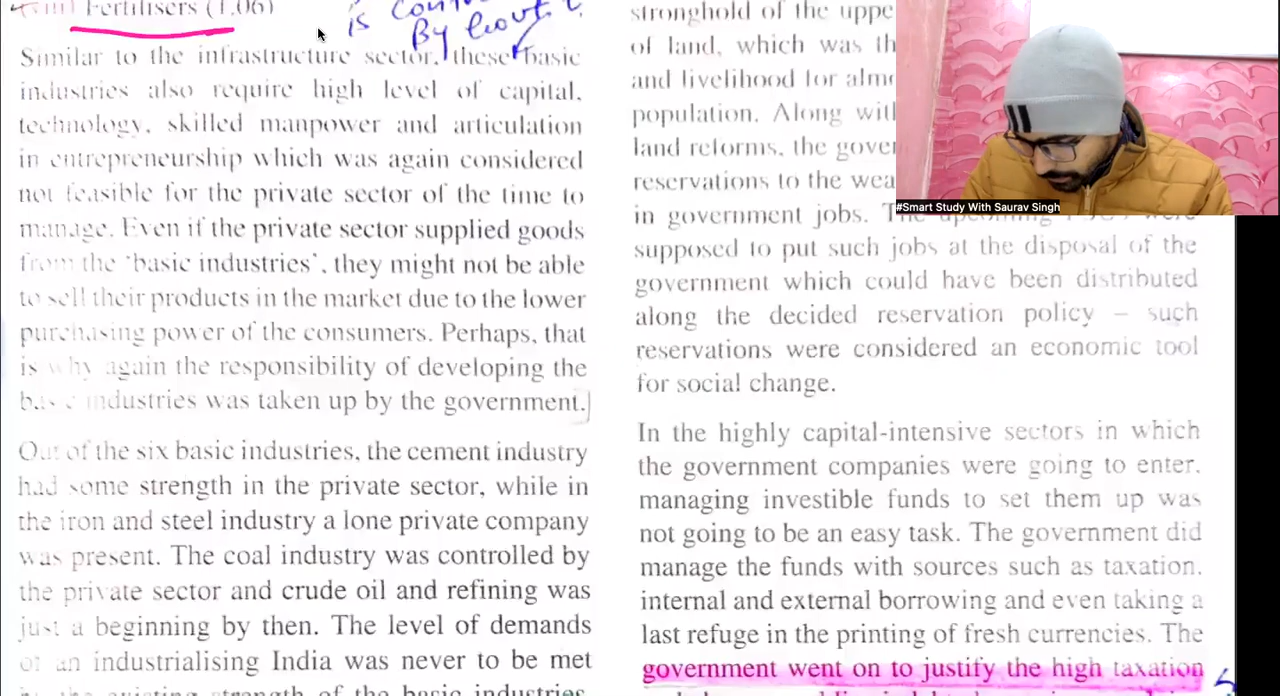 Fertilisers (1.06)
is
By Govt
Similar to the infrastructure sector, these basic
industries also require high level of capital,
technology, skilled manpower and articulation
in entrepreneurship which was again considered
not feasible for the private sector of the time to
manage. Even if the private sector supplied goods
from the 'basic industries', they might not be able
to sell their products in the market due to the lower
purchasing power of the consumers. Perhaps, that
is why again the responsibility of developing the
basic industries was taken up by the government.]
Out of the six basic industries, the cement industry
had some strength in the private sector, while in
the iron and steel industry a lone private company
was present. The coal industry was controlled by
the private sector and crude oil and refining was
just a beginning by then. The level of demands
of an industrialising India was never to be met
strength of the basic industries
stronghold of the uppe
of land, which was th
and livelihood for almo
population. Along with
land reforms, the gover
reservations to the wea
in government jobs. The upcoming were
supposed to put such jobs at the disposal of the
government which could have been distributed
along the decided reservation policy – such
reservations were considered an economic tool
for social change.
In the highly capital-intensive sectors in which
the government companies were going to enter,
managing investible funds to set them up was
not going to be an easy task. The government did
manage the funds with sources such as taxation,
internal and external borrowing and even taking a
last refuge in the printing of fresh currencies. The
government went on to justify the high taxation
#Smart Study With Saurav Singh